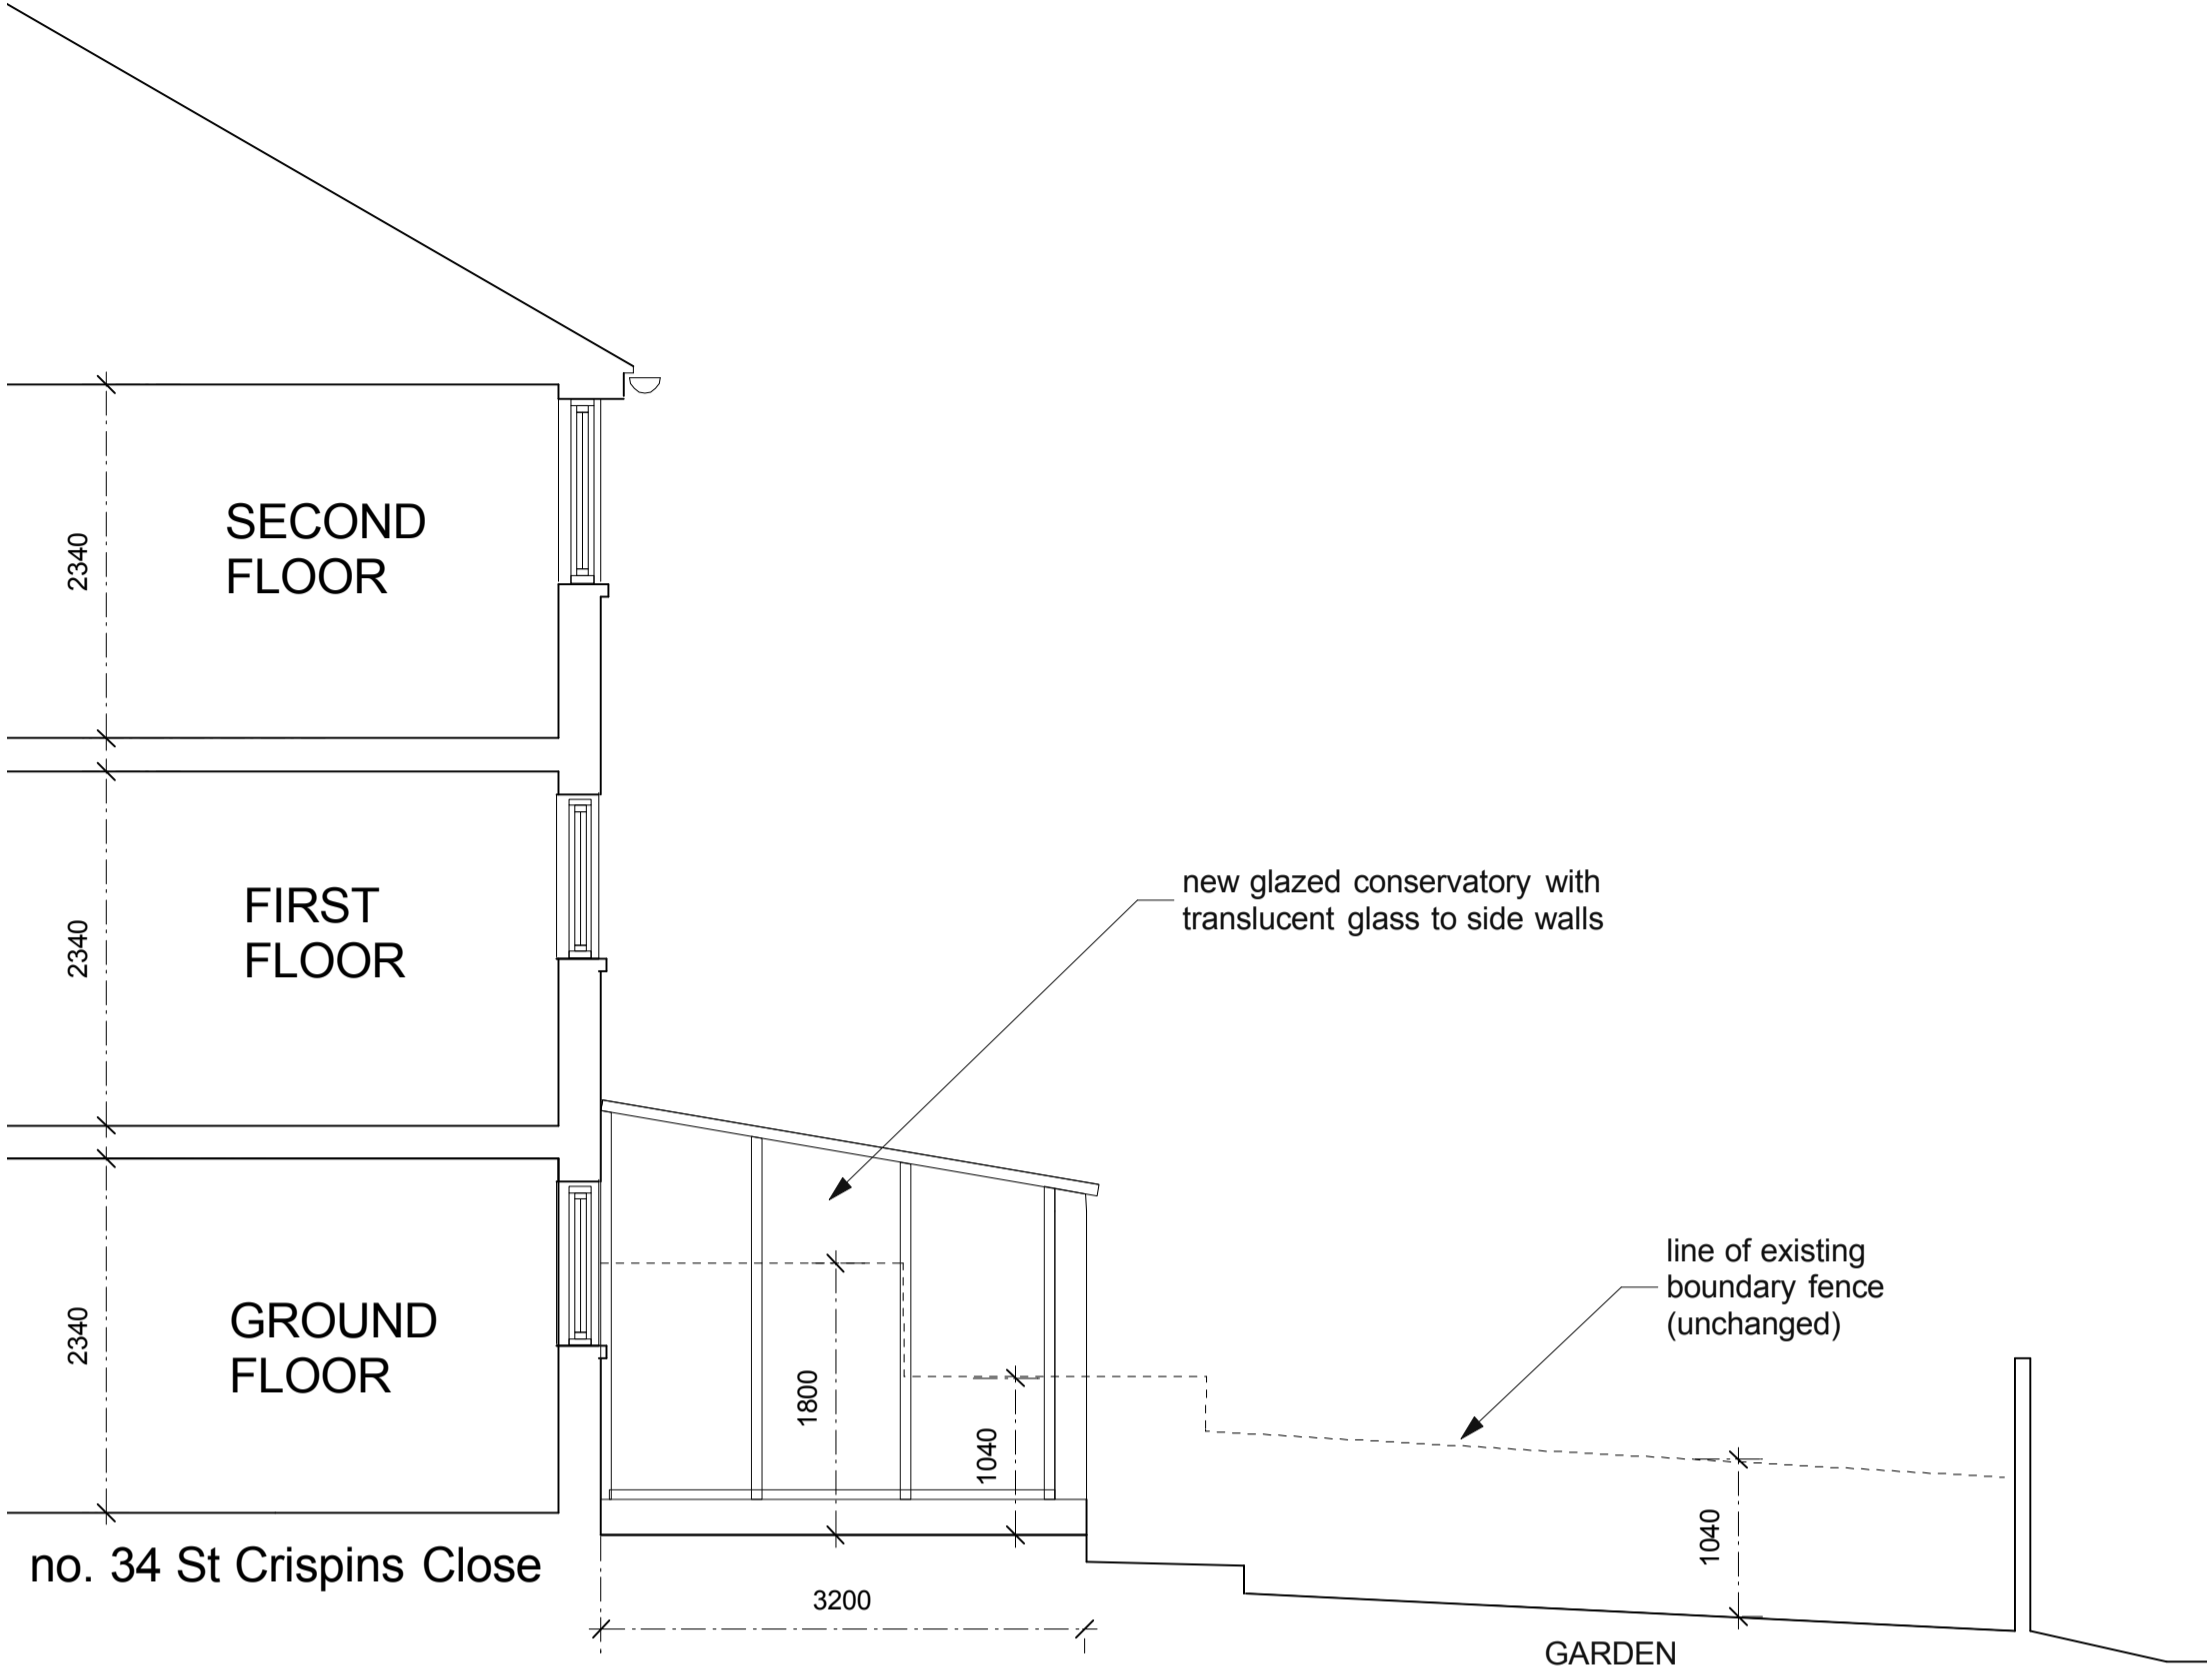 2340
SECOND
FLOOR
2340
FIRST
FLOOR
new glazed conservatory with
translucent glass to side walls
2340
GROUND
FLOOR
1800
1040
line of existing
boundary fence
(unchanged)
1040
no. 34 St Crispins Close
3200
GARDEN